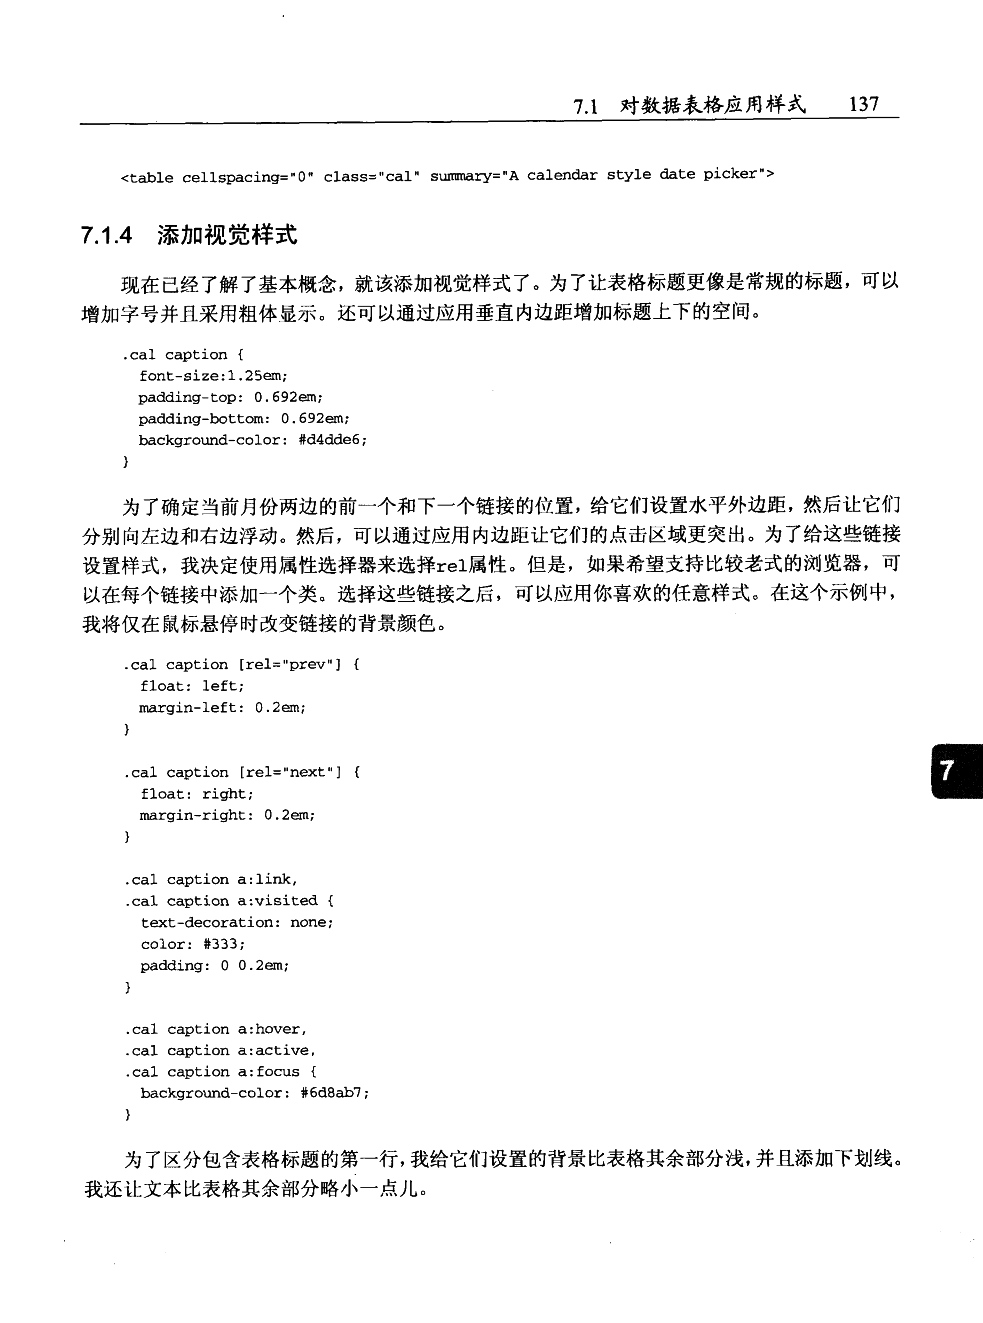 7.1 对数据表格应用样式 137
<table cellspacing="0" class="cal" summary="A calendar style date picker">
7.1.4 添加视觉样式
现在已经了解了基本概念，就该添加视觉样式了。为了让表格标题更像是常规的标题，可以
增加字号并且采用粗体显示。还可以通过应用垂直内边距增加标题上下的空间。
.cal caption {
font-size:1.25em;
padding-top: 0.692em;
padding-bottom: 0.692em;
background-color: #d4dde6;
}
为了确定当前月份两边的前一个和下一个链接的位置，给它们设置水平外边距，然后让它们
分别向左边和右边浮动。然后，可以通过应用内边距让它们的点击区域更突出。为了给这些链接
设置样式，我决定使用属性选择器来选择rel属性。但是，如果希望支持比较老式的浏览器，可
以在每个链接中添加一个类。选择这些链接之后，可以应用你喜欢的任意样式。在这个示例中，
我将仅在鼠标悬停时改变链接的背景颜色。
.cal caption [rel="prev"] {
float: left;
margin-left: 0.2em;
}
.cal caption [rel="next"] {
float: right;
margin-right: 0.2em;
}
7
.cal caption a:link,
.cal caption a:visited {
text-decoration: none;
color: #333;
padding: 0 0.2em;
}
.cal caption a:hover,
.cal caption a:active,
.cal caption a:focus {
background-color: #6d8ab7;
}
为了区分包含表格标题的第一行，我给它们设置的背景比表格其余部分浅，并且添加下划线。
我还让文本比表格其余部分略小一点儿。